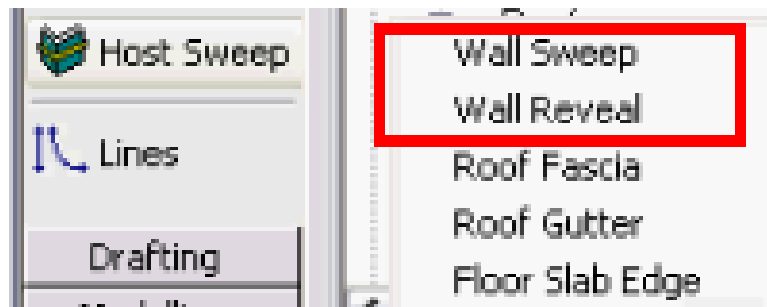 Host Sweep
Lines
Drafting
Wall Sweep
Wall Reveal
Roof Fascia
Roof Gutter
Floor Slab Edge